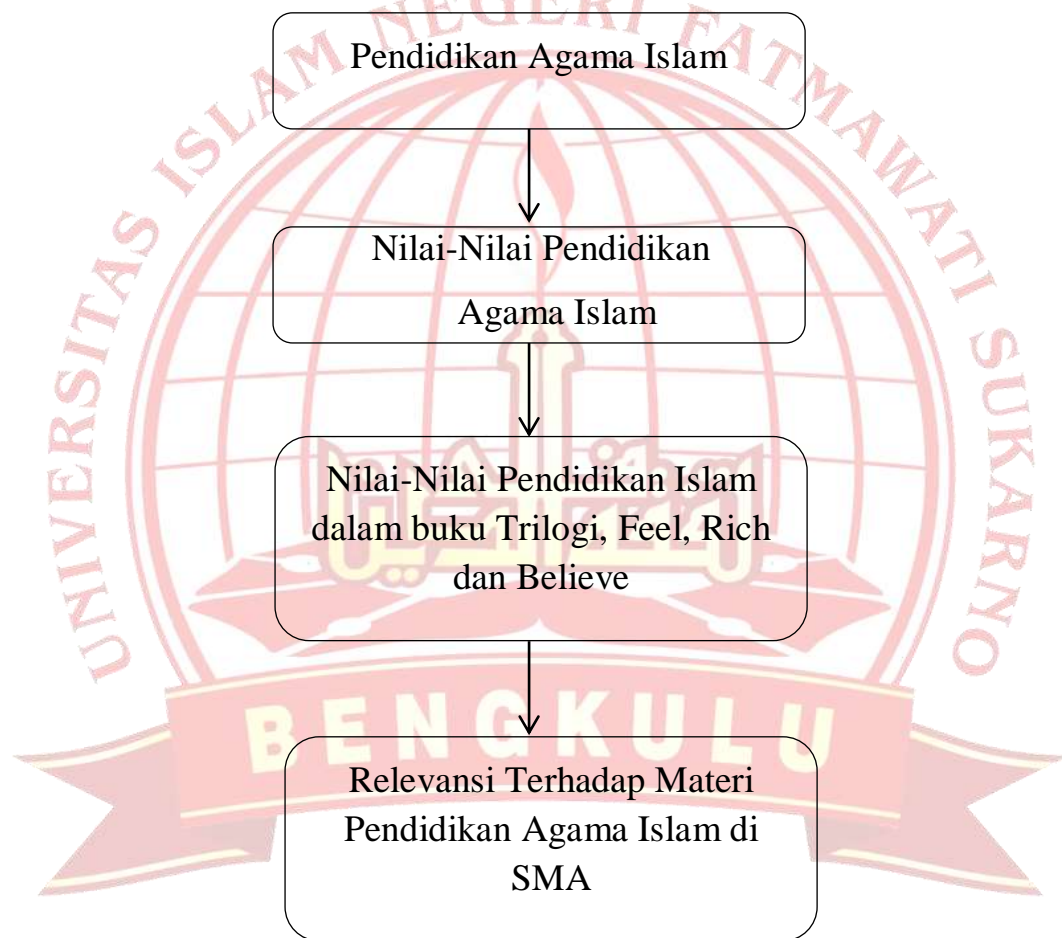 UNIVERSITAS ISLAM NEGERI FATMAWATI SUKARNO
Pendidikan Agama Islam
Nilai-Nilai Pendidikan
Agama Islam
Nilai-Nilai Pendidikan Islam
dalam buku Trilogi, Feel, Rich
dan Believe
BENGKULU
Relevansi Terhadap Materi
Pendidikan Agama Islam di
SMA